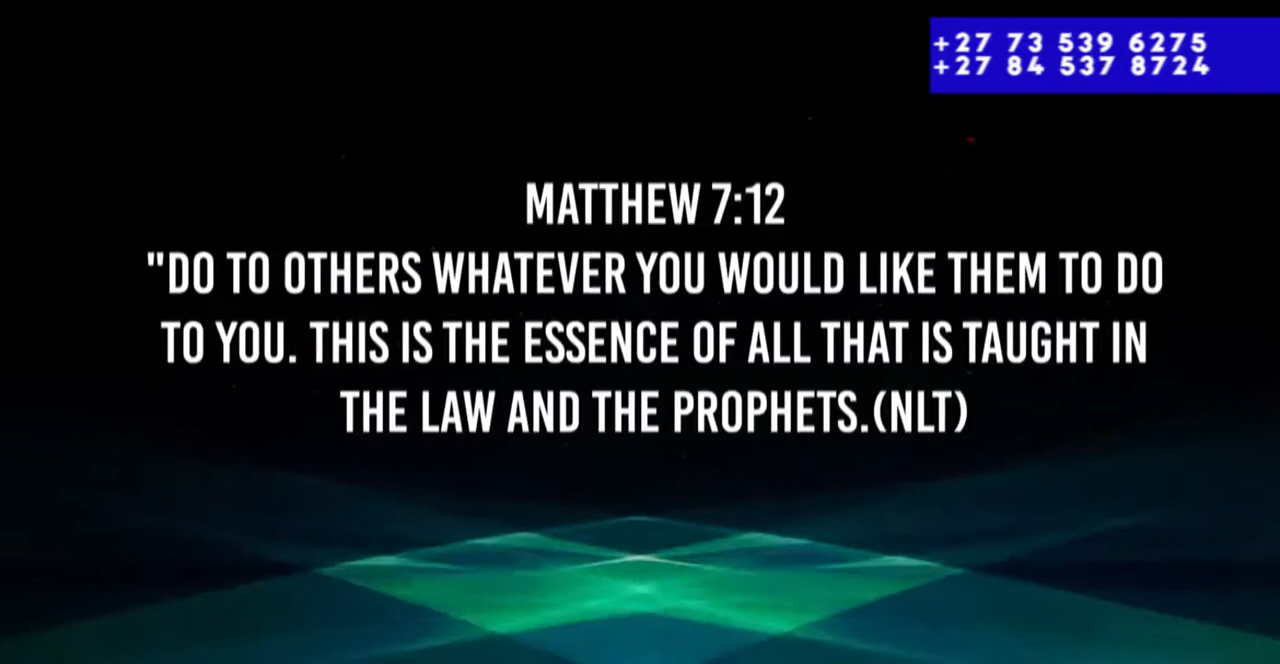 +27 73 539 6275
+27 84 537 8724
MATTHEW 7:12
"DO TO OTHERS WHATEVER YOU WOULD LIKE THEM TO DO
TO YOU. THIS IS THE ESSENCE OF ALL THAT IS TAUGHT IN
THE LAW AND THE PROPHETS.(NLT)